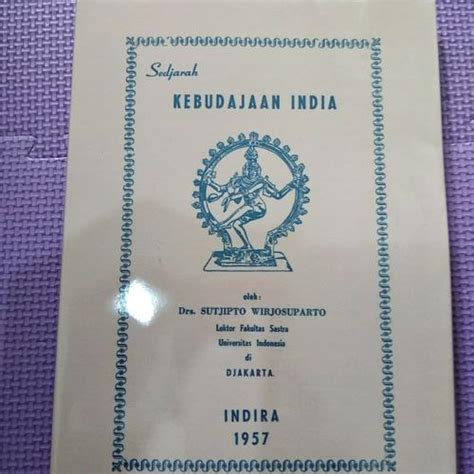 Sedjarah
KEBUDAJAAN INDIA
oleh :
Drs. SUTJIPTO WIRJOSUPARTO
Lektor Fakultas Sastra
Universitas Indonesia
di
DJAKARTA.
INDIRA
1957